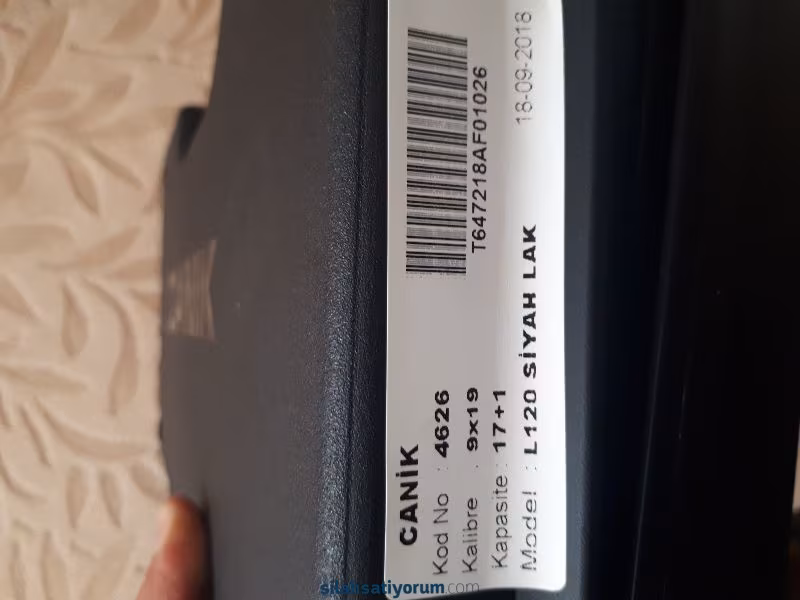 CANİK
Kod No : 4626
Kalibre : 9x19
Kapasite : 17+1
Model : L120 SİYAH LAK
T647218AF01026
18-09-2018
silahsatiyorum.com